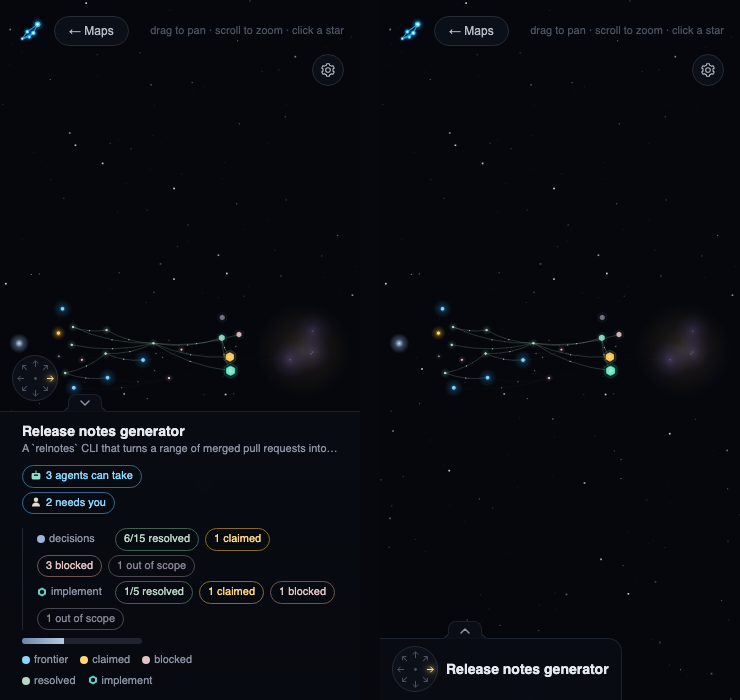 ← Maps
drag to pan · scroll to zoom · click a star
Release notes generator
A `relnotes` CLI that turns a range of merged pull requests into…
3 agents can take
2 needs you
decisions 6/15 resolved 1 claimed
3 blocked 1 out of scope
implement 1/5 resolved 1 claimed 1 blocked
1 out of scope
frontier claimed blocked
resolved implement
← Maps
drag to pan · scroll to zoom · click a star
Release notes generator